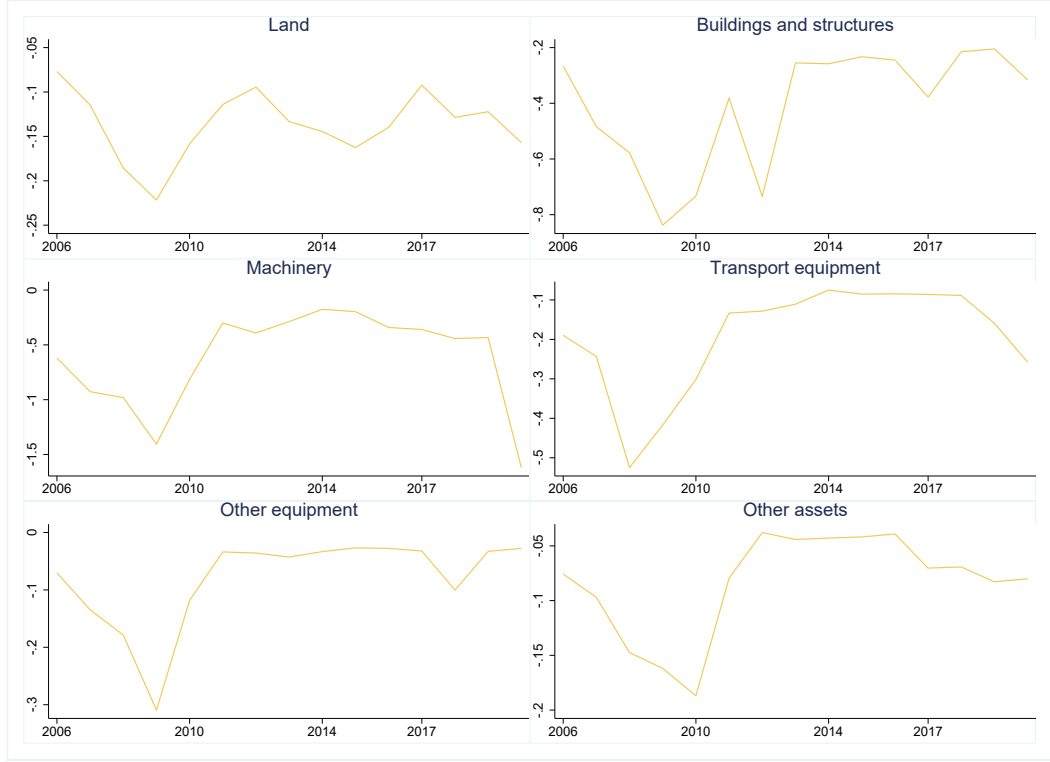 Land
-.05
-.1
-.15
-.2
-.25
2006 2010 2014 2017
Buildings and structures
-.2
-.4
-.6
-.8
2006 2010 2014 2017
Machinery
0
-.5
-1
-1.5
2006 2010 2014 2017
Transport equipment
-.1
-.2
-.3
-.4
-.5
2006 2010 2014 2017
Other equipment
0
-.1
-.2
-.3
2006 2010 2014 2017
Other assets
-.05
-.1
-.15
-.2
2006 2010 2014 2017